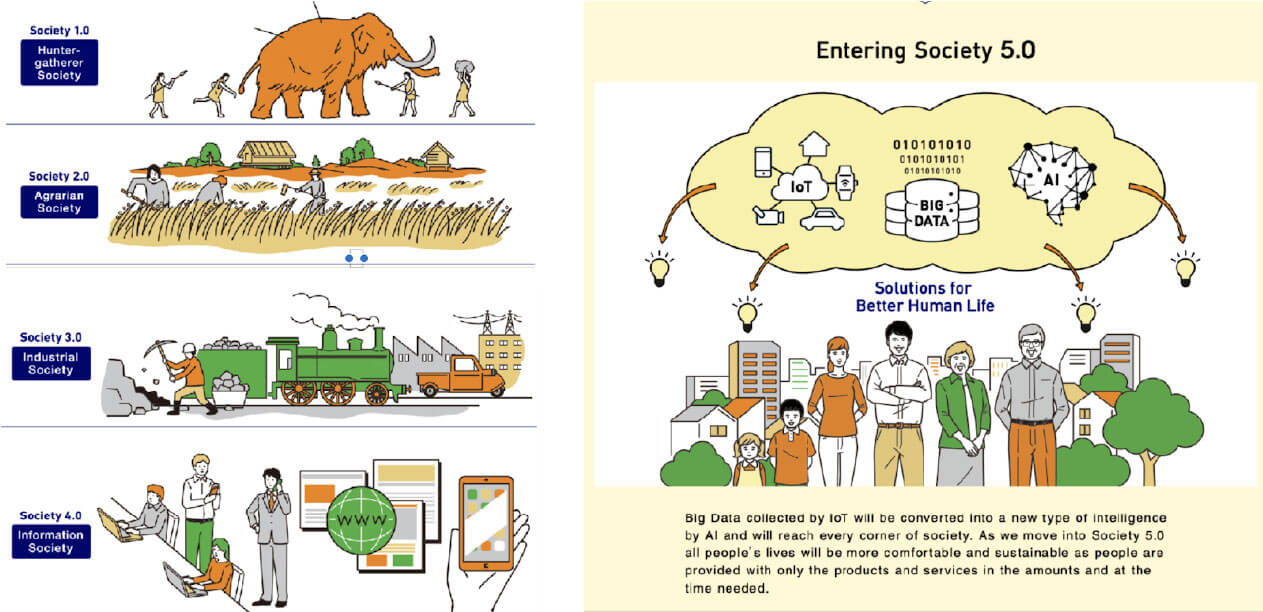 Society 1.0
Hunter-
gatherer
Society
Society 2.0
Agrarian
Society
Society 3.0
Industrial
Society
Society 4.0
Information
Society
WWW
Entering Society 5.0
IoT
010101010
0101010101
01010101010
BIG
DATA
AI
Solutions for
Better Human Life
Big Data collected by IoT will be converted into a new type of intelligence
by AI and will reach every corner of society. As we move into Society 5.0
all people's lives will be more comfortable and sustainable as people are
provided with only the products and services in the amounts and at the
time needed.